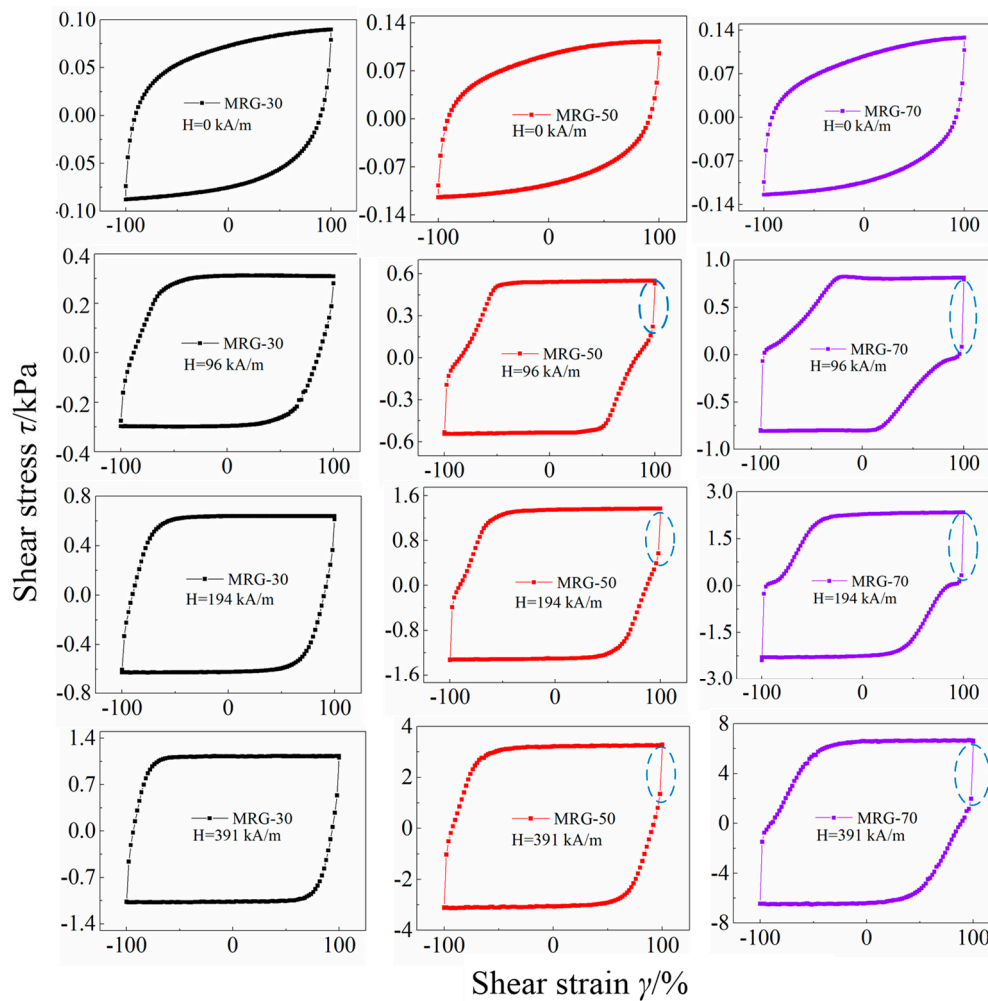 Shear stress τ/kPa
0.10
0.05
0.00
-0.05
0.10
-100 0 100
MRG-30
H=0 kA/m
0.14
0.07
0.00
-0.07
-0.14
-100 0 100
MRG-50
H=0 kA/m
0.14
0.07
0.00
-0.07
-0.14
-100 0 100
MRG-70
H=0 kA/m
0.4
0.2
0.0
-0.2
-0.4
-100 0 100
MRG-30
H=96 kA/m
0.6
0.3
0.0
-0.3
-0.6
-100 0 100
MRG-50
H=96 kA/m
1.0
0.5
0.0
-0.5
-1.0
-100 0 100
MRG-70
H=96 kA/m
0.8
0.4
0.0
-0.4
-0.8
-100 0 100
MRG-30
H=194 kA/m
1.6
0.8
0.0
-0.8
-1.6
-100 0 100
MRG-50
H=194 kA/m
3.0
1.5
0.0
-1.5
-3.0
-100 0 100
MRG-70
H=194 kA/m
1.4
0.7
0.0
-0.7
-1.4
-100 0 100
MRG-30
H=391 kA/m
4
2
0
-2
-4
-100 0 100
MRG-50
H=391 kA/m
8
4
0
-4
-8
-100 0 100
MRG-70
H=391 kA/m
Shear strain γ/%